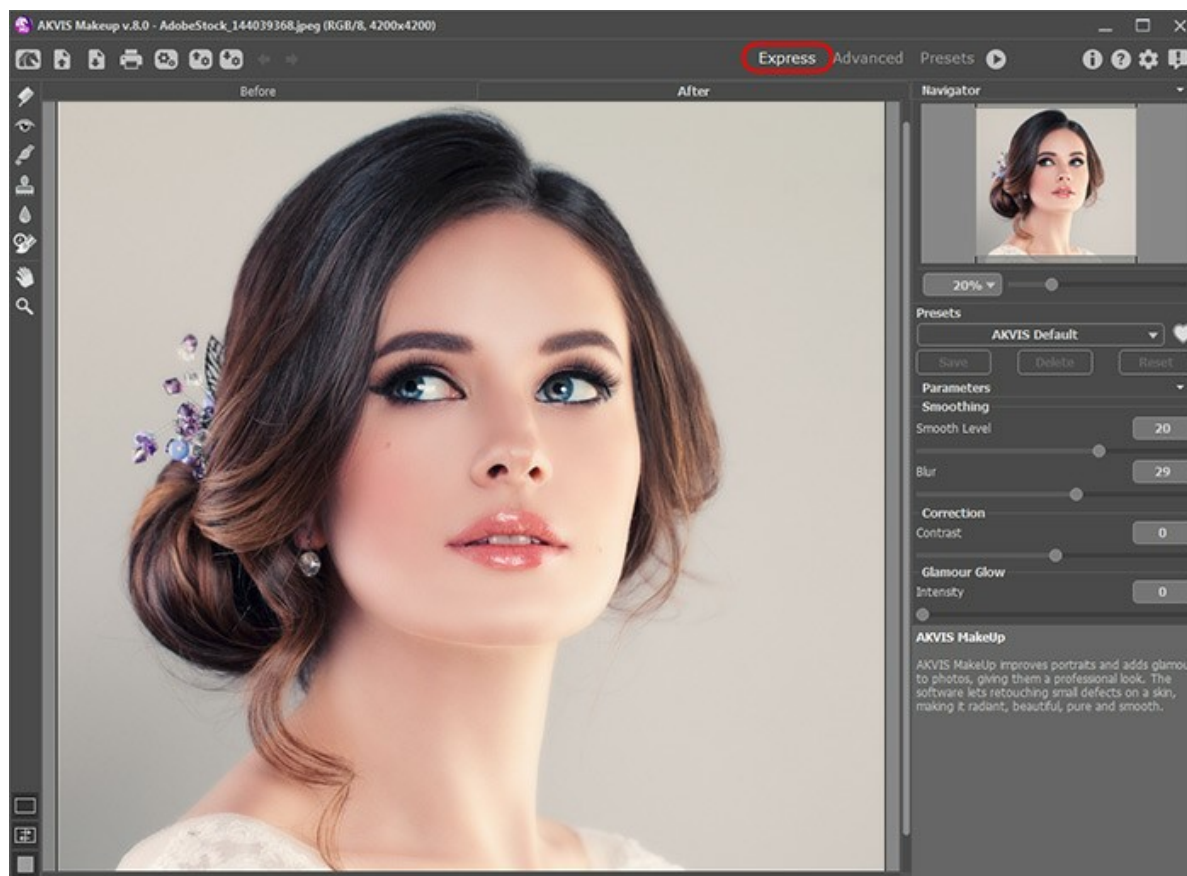 AKVIS Makeup v.8.0 - AdobeStock_144039368.jpeg (RGB/8, 4200x4200)
Express Advanced Presets
Before After Navigator
20%
Presets
AKVIS Default
Save Delete Reset
Parameters
Smoothing
Smooth Level 20
Blur 29
Correction
Contrast 0
Glamour Glow
Intensity 0
AKVIS MakeUp
AKVIS MakeUp improves portraits and adds glamou
to photos, giving them a professional look. The
software lets retouching small defects on a skin,
making it radiant, beautiful, pure and smooth.